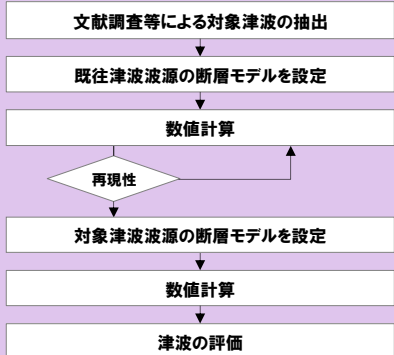 文献調査等による対象津波の抽出
既往津波波源の断層モデルを設定
数値計算
再現性
対象津波波源の断層モデルを設定
数値計算
津波の評価